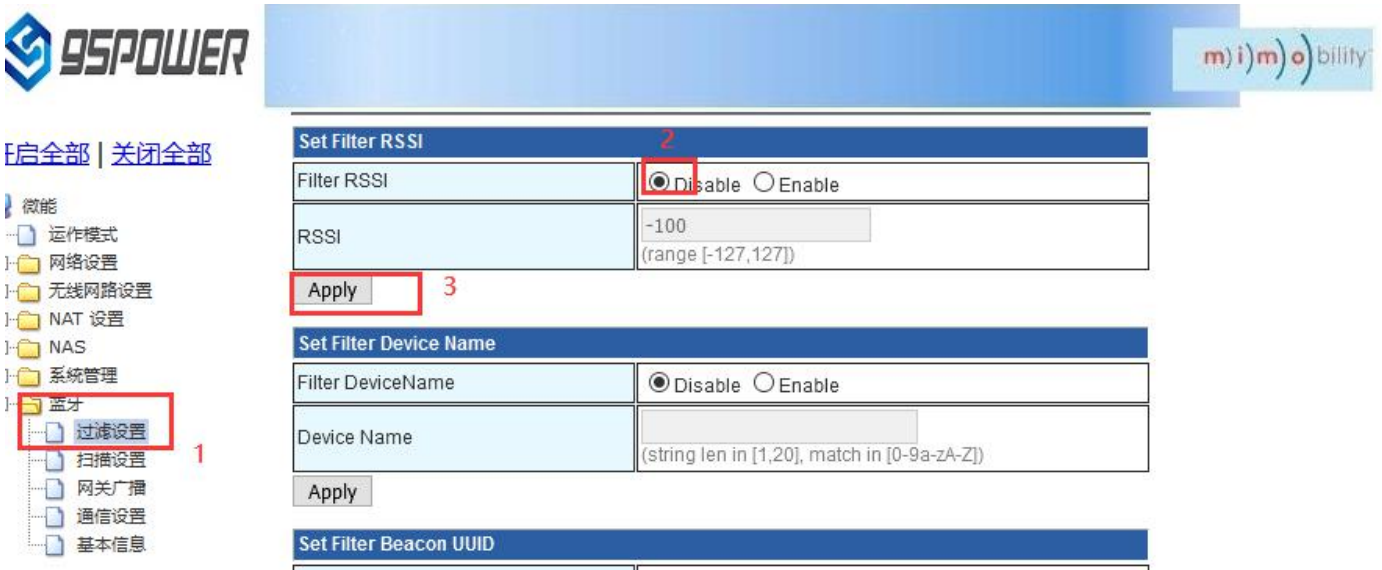 95POWER
m)i)m)o)bility
开启全部 | 关闭全部
微能
运作模式
网络设置
无线网路设置
NAT 设置
NAS
系统管理
蓝牙
过滤设置
1
扫描设置
网关广播
通信设置
基本信息
Set Filter RSSI
2
Filter RSSI
Disable Enable
RSSI
-100
(range [-127,127])
Apply
3
Set Filter Device Name
Filter DeviceName
Disable Enable
Device Name
(string len in [1,20], match in [0-9a-zA-Z])
Apply
Set Filter Beacon UUID